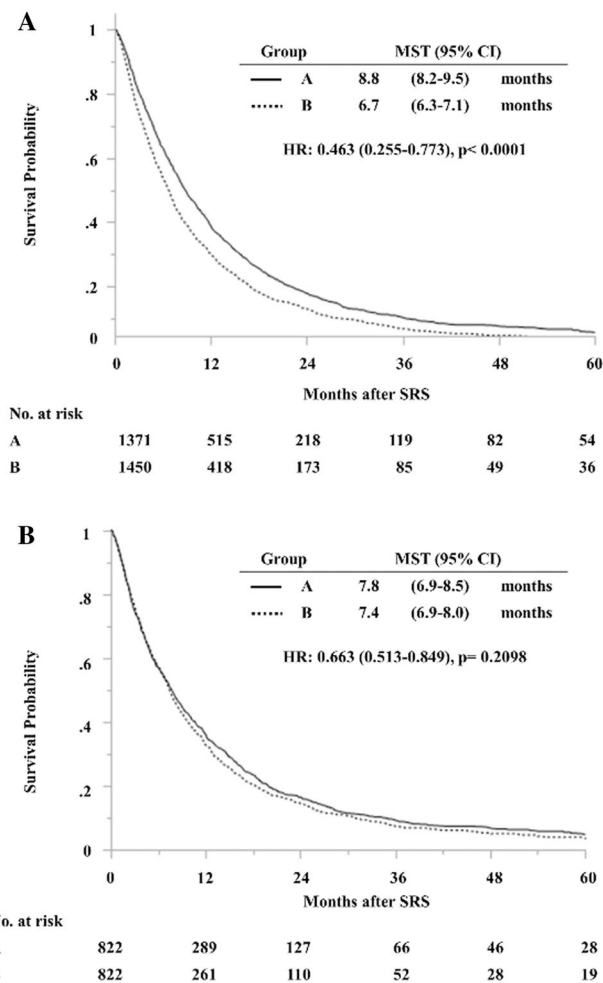 A
1
.8
.6
.4
.2
0
Survival Probability
Group MST (95% CI)
A 8.8 (8.2-9.5) months
B 6.7 (6.3-7.1) months
HR: 0.463 (0.255-0.773), p< 0.0001
0 12 24 36 48 60
Months after SRS
No. at risk
A 1371 515 218 119 82 54
B 1450 418 173 85 49 36
B
1
.8
.6
.4
.2
0
Survival Probability
Group MST (95% CI)
A 7.8 (6.9-8.5) months
B 7.4 (6.9-8.0) months
HR: 0.663 (0.513-0.849), p= 0.2098
0 12 24 36 48 60
Months after SRS
o. at risk
822 289 127 66 46 28
822 261 110 52 28 19